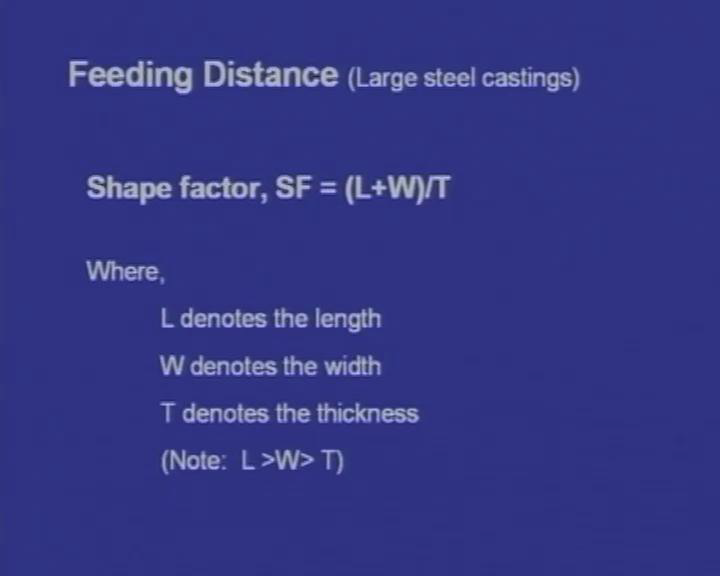 Feeding Distance (Large steel castings)
Shape factor, SF = (L+W)/T
Where,
L denotes the length
W denotes the width
T denotes the thickness
(Note: L >W> T)